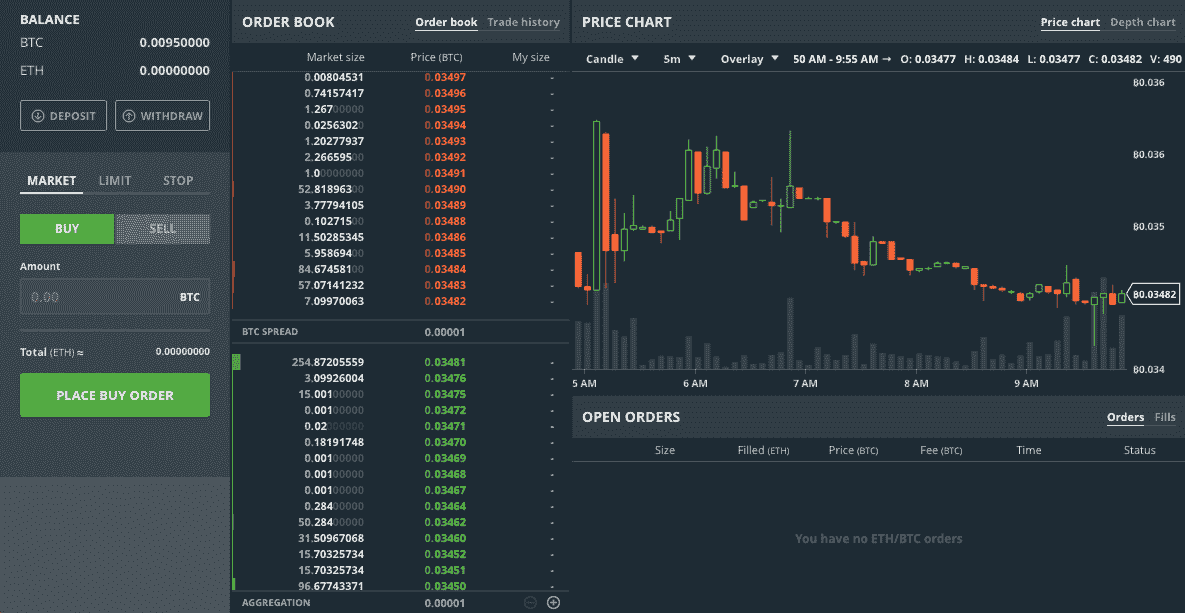 BALANCE
BTC 0.00950000
ETH 0.00000000
DEPOSIT WITHDRAW
MARKET LIMIT STOP
BUY SELL
Amount
0.00 BTC
Total (ETH) ≈ 0.00000000
PLACE BUY ORDER
ORDER BOOK Order book Trade history
Market size Price (BTC) My size
0.00804531 0.03497 -
0.74157417 0.03496 -
1.26700000 0.03495 -
0.02563020 0.03494 -
1.20277937 0.03493 -
2.26659500 0.03492 -
1.00000000 0.03491 -
52.81896300 0.03490 -
3.77794105 0.03489 -
0.10271500 0.03488 -
11.50285345 0.03486 -
5.95869400 0.03485 -
84.67458100 0.03484 -
57.07141232 0.03483 -
7.09970063 0.03482 -
BTC SPREAD 0.00001
254.87205559 0.03481 -
3.09926004 0.03476 -
15.00100000 0.03475 -
0.00100000 0.03472 -
0.02000000 0.03471 -
0.18191748 0.03470 -
0.00100000 0.03469 -
0.00100000 0.03468 -
0.00100000 0.03467 -
0.28400000 0.03464 -
50.28400000 0.03462 -
31.50967068 0.03460 -
15.70325734 0.03452 -
15.70325734 0.03451 -
96.67743371 0.03450 -
AGGREGATION 0.00001
PRICE CHART Price chart Depth chart
Candle 5m Overlay 50 AM - 9:55 AM → O: 0.03477 H: 0.03484 L: 0.03477 C: 0.03482 V: 490
₿0.036
₿0.036
₿0.035
₿0.03482
₿0.034
5 AM 6 AM 7 AM 8 AM 9 AM
OPEN ORDERS Orders Fills
Size Filled (ETH) Price (BTC) Fee (BTC) Time Status
You have no ETH/BTC orders